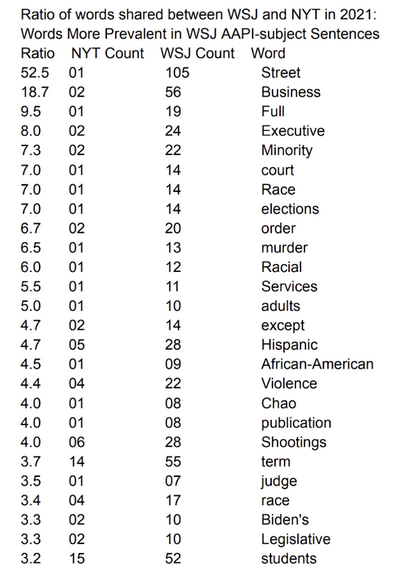 Ratio of words shared between WSJ and NYT in 2021:
Words More Prevalent in WSJ AAPI-subject Sentences
Ratio NYT Count WSJ Count Word
52.5 01 105 Street
18.7 02 56 Business
9.5 01 19 Full
8.0 02 24 Executive
7.3 02 22 Minority
7.0 01 14 court
7.0 01 14 Race
7.0 01 14 elections
6.7 02 20 order
6.5 01 13 murder
6.0 01 12 Racial
5.5 01 11 Services
5.0 01 10 adults
4.7 02 14 except
4.7 05 28 Hispanic
4.5 01 09 African-American
4.4 04 22 Violence
4.0 01 08 Chao
4.0 01 08 publication
4.0 06 28 Shootings
3.7 14 55 term
3.5 01 07 judge
3.4 04 17 race
3.3 02 10 Biden's
3.3 02 10 Legislative
3.2 15 52 students